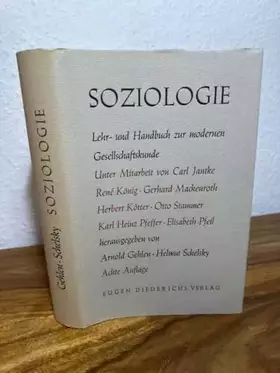 SOZIOLOGIE
Lehr- und Handbuch zur modernen
Gesellschaftskunde
Unter Mitarbeit von Carl Jantke
René König · Gerhard Mackenroth
Herbert Kötter · Otto Stammer
Karl Heinz Pfeffer · Elisabeth Pfeil
herausgegeben von
Arnold Gehlen · Helmut Schelsky
Achte Auflage
EUGEN DIEDERICHS VERLAG
Gehlen · Schelsky SOZIOLOGIE